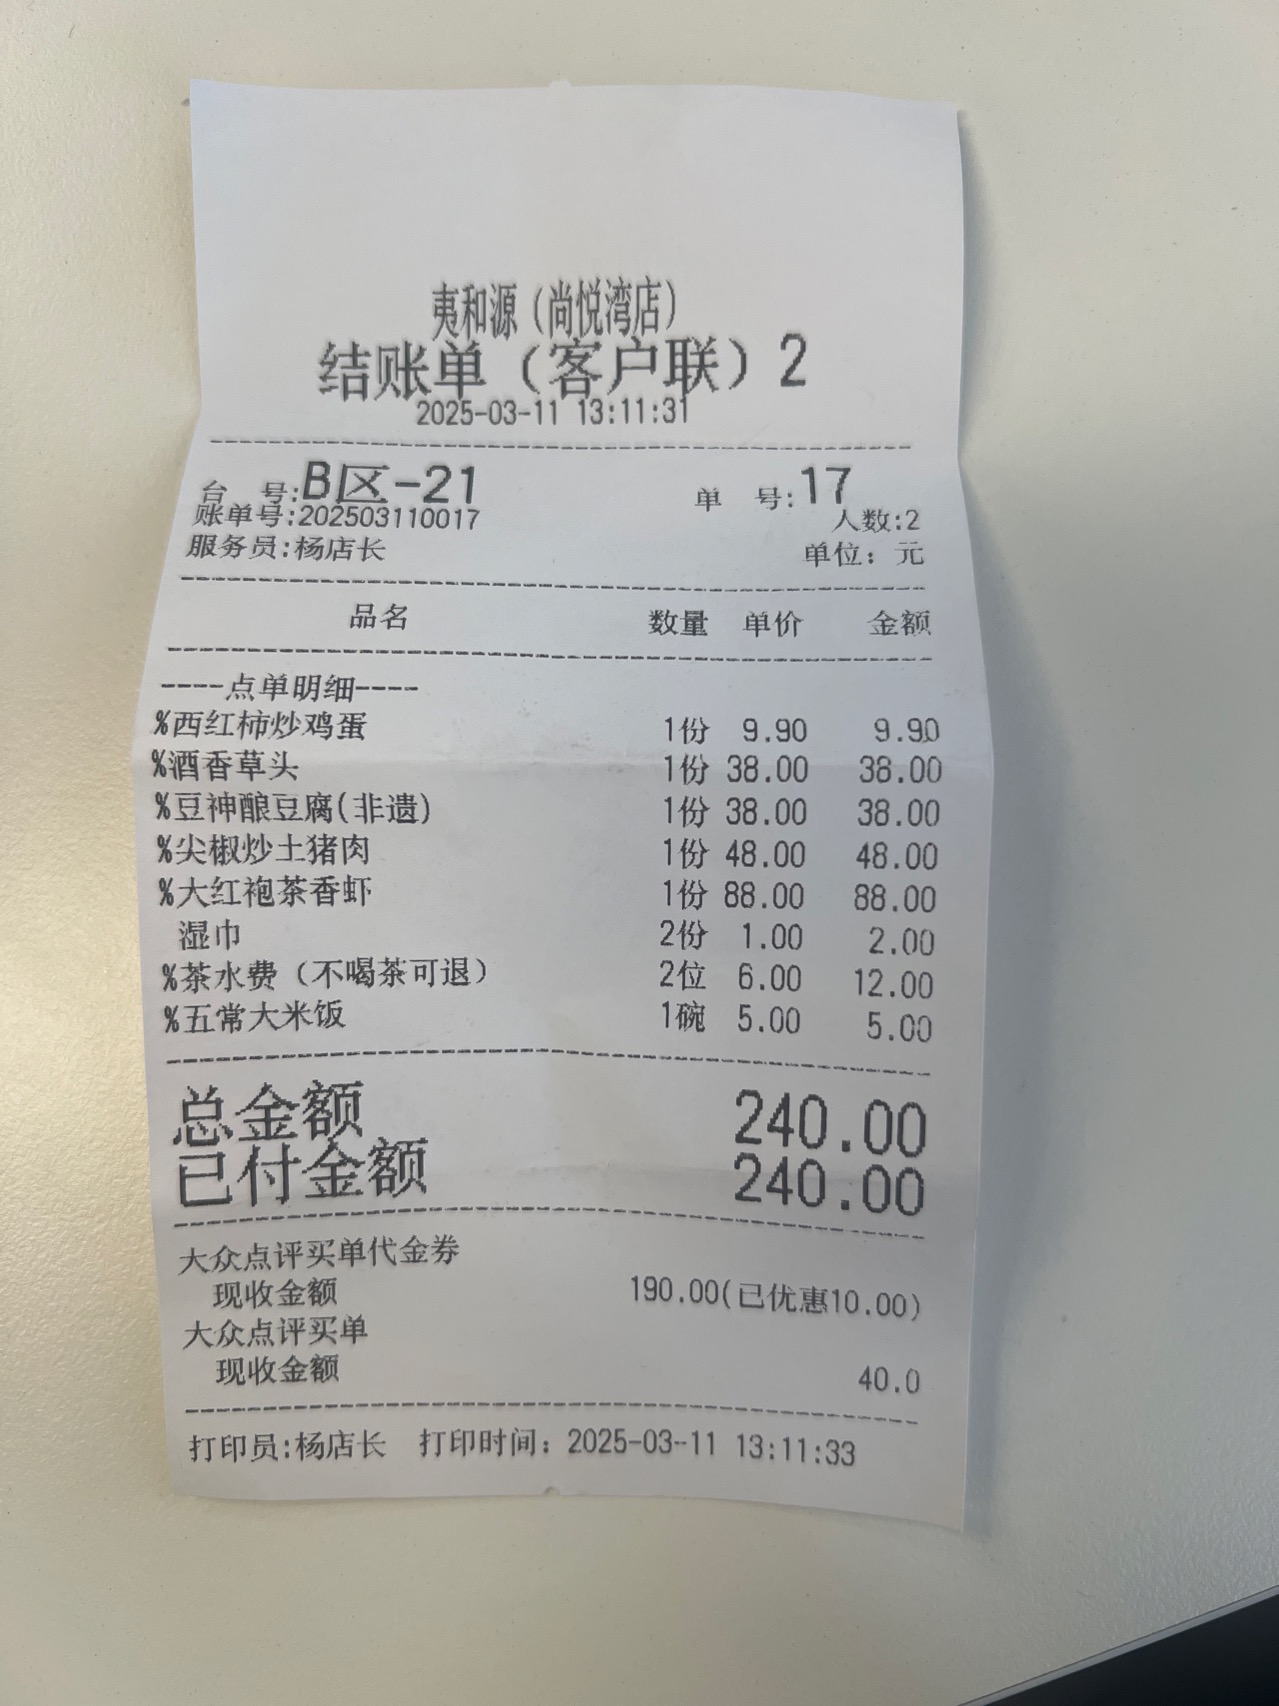 夷和源（尚悦湾店）
结账单（客户联）2
2025-03-11 13:11:31
台 号:B区-21 单 号:17
账单号:202503110017 人数:2
服务员:杨店长 单位：元
品名 数量 单价 金额
----点单明细----
%西红柿炒鸡蛋 1份 9.90 9.90
%酒香草头 1份 38.00 38.00
%豆神酿豆腐(非遗) 1份 38.00 38.00
%尖椒炒土猪肉 1份 48.00 48.00
%大红袍茶香虾 1份 88.00 88.00
湿巾 2份 1.00 2.00
%茶水费（不喝茶可退） 2位 6.00 12.00
%五常大米饭 1碗 5.00 5.00
总金额 240.00
已付金额 240.00
大众点评买单代金券
现收金额 190.00(已优惠10.00)
大众点评买单
现收金额 40.0
打印员:杨店长 打印时间：2025-03-11 13:11:33